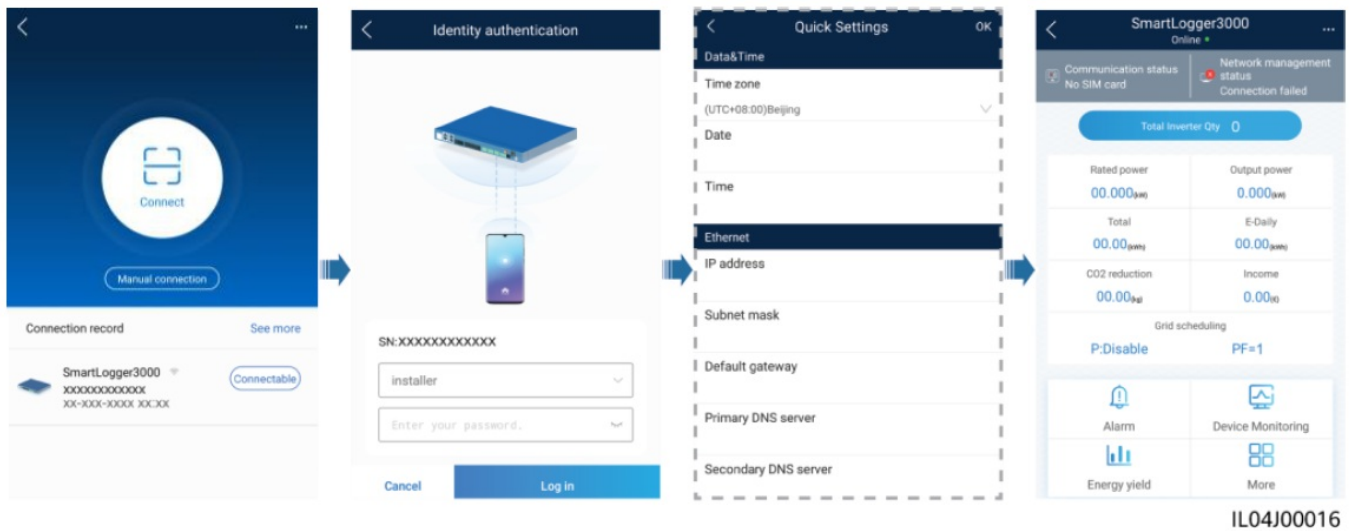 ...
Connect
Manual connection
Connection record
See more
SmartLogger3000
XXXXXXXXXXXX
XX-XXX-XXXX XX:XX
Connectable
Identity authentication
SN:XXXXXXXXXXXX
installer
Enter your password.
Cancel
Log in
Quick Settings
OK
Data&Time
Time zone
(UTC+08:00)Beijing
Date
Time
Ethernet
IP address
Subnet mask
Default gateway
Primary DNS server
Secondary DNS server
SmartLogger3000
...
Online
Communication status
No SIM card
Network management
status
Connection failed
Total Inverter Qty 0
Rated power
Output power
00.000(kW)
0.000(kW)
Total
E-Daily
00.00(kWh)
00.00(kWh)
CO2 reduction
Income
00.00(kg)
0.00(€)
Grid scheduling
P:Disable
PF=1
Alarm
Device Monitoring
Energy yield
More
IL04J00016